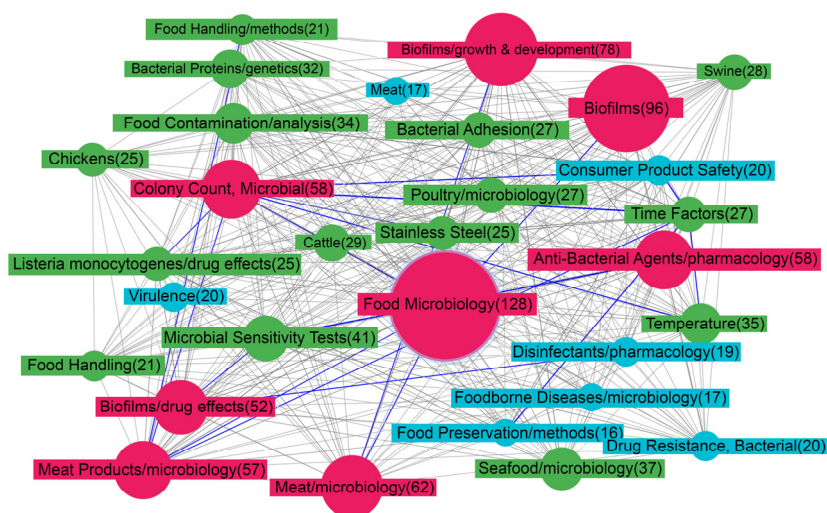 Food Handling/methods(21)
Biofilms/growth & development(78)
Bacterial Proteins/genetics(32)
Swine(28)
Meat(17)
Biofilms(96)
Food Contamination/analysis(34)
Bacterial Adhesion(27)
Chickens(25)
Consumer Product Safety(20)
Colony Count, Microbial(58)
Poultry/microbiology(27)
Time Factors(27)
Stainless Steel(25)
Cattle(29)
Listeria monocytogenes/drug effects(25)
Anti-Bacterial Agents/pharmacology(58)
Virulence(20)
Food Microbiology(128)
Temperature(35)
Microbial Sensitivity Tests(41)
Disinfectants/pharmacology(19)
Food Handling(21)
Foodborne Diseases/microbiology(17)
Biofilms/drug effects(52)
Food Preservation/methods(16)
Drug Resistance, Bacterial(20)
Meat Products/microbiology(57)
Seafood/microbiology(37)
Meat/microbiology(62)